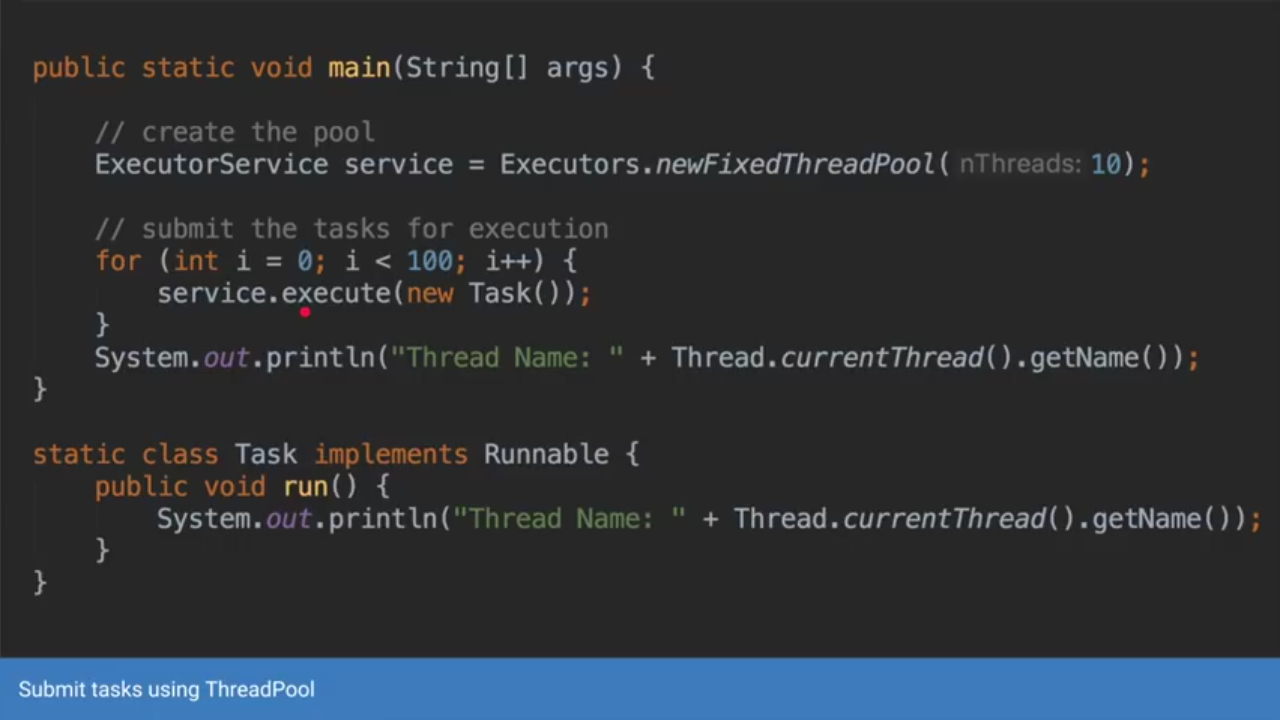 public static void main(String[] args) {
// create the pool
ExecutorService service = Executors.newFixedThreadPool( nThreads: 10);
// submit the tasks for execution
for (int i = 0; i < 100; i++) {
service.execute(new Task());
}
System.out.println("Thread Name: " + Thread.currentThread().getName());
}
static class Task implements Runnable {
public void run() {
System.out.println("Thread Name: " + Thread.currentThread().getName());
}
}
Submit tasks using ThreadPool